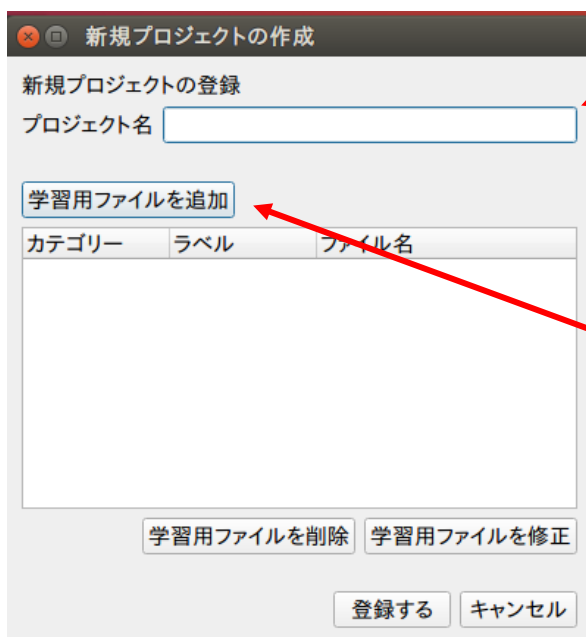 新規プロジェクトの作成
新規プロジェクトの登録
プロジェクト名
学習用ファイルを追加
カテゴリー ラベル ファイル名
学習用ファイルを削除 学習用ファイルを修正
登録する キャンセル